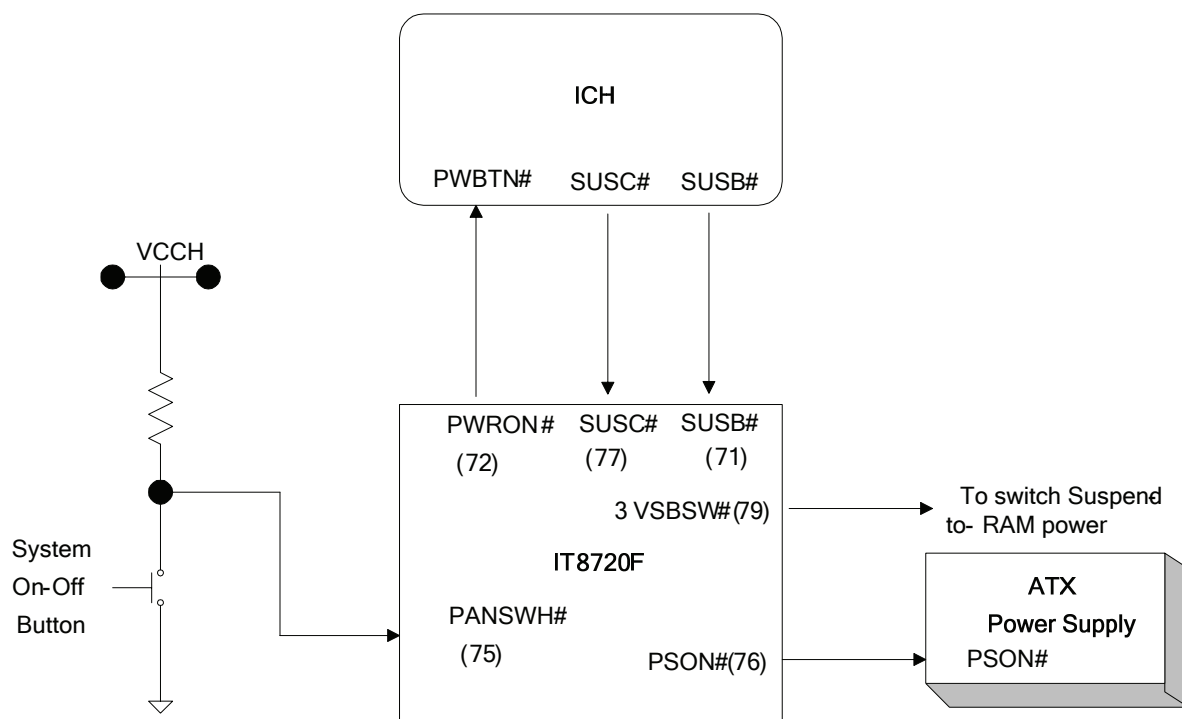 ICH
PWBTN# SUSC# SUSB#
VCCH
PWRON# SUSC# SUSB#
(72) (77) (71)
3 VSBSW#(79)
To switch Suspend-
to- RAM power
IT8720F
System
On-Off
Button
PANSWH#
(75)
PSON#(76)
ATX
Power Supply
PSON#